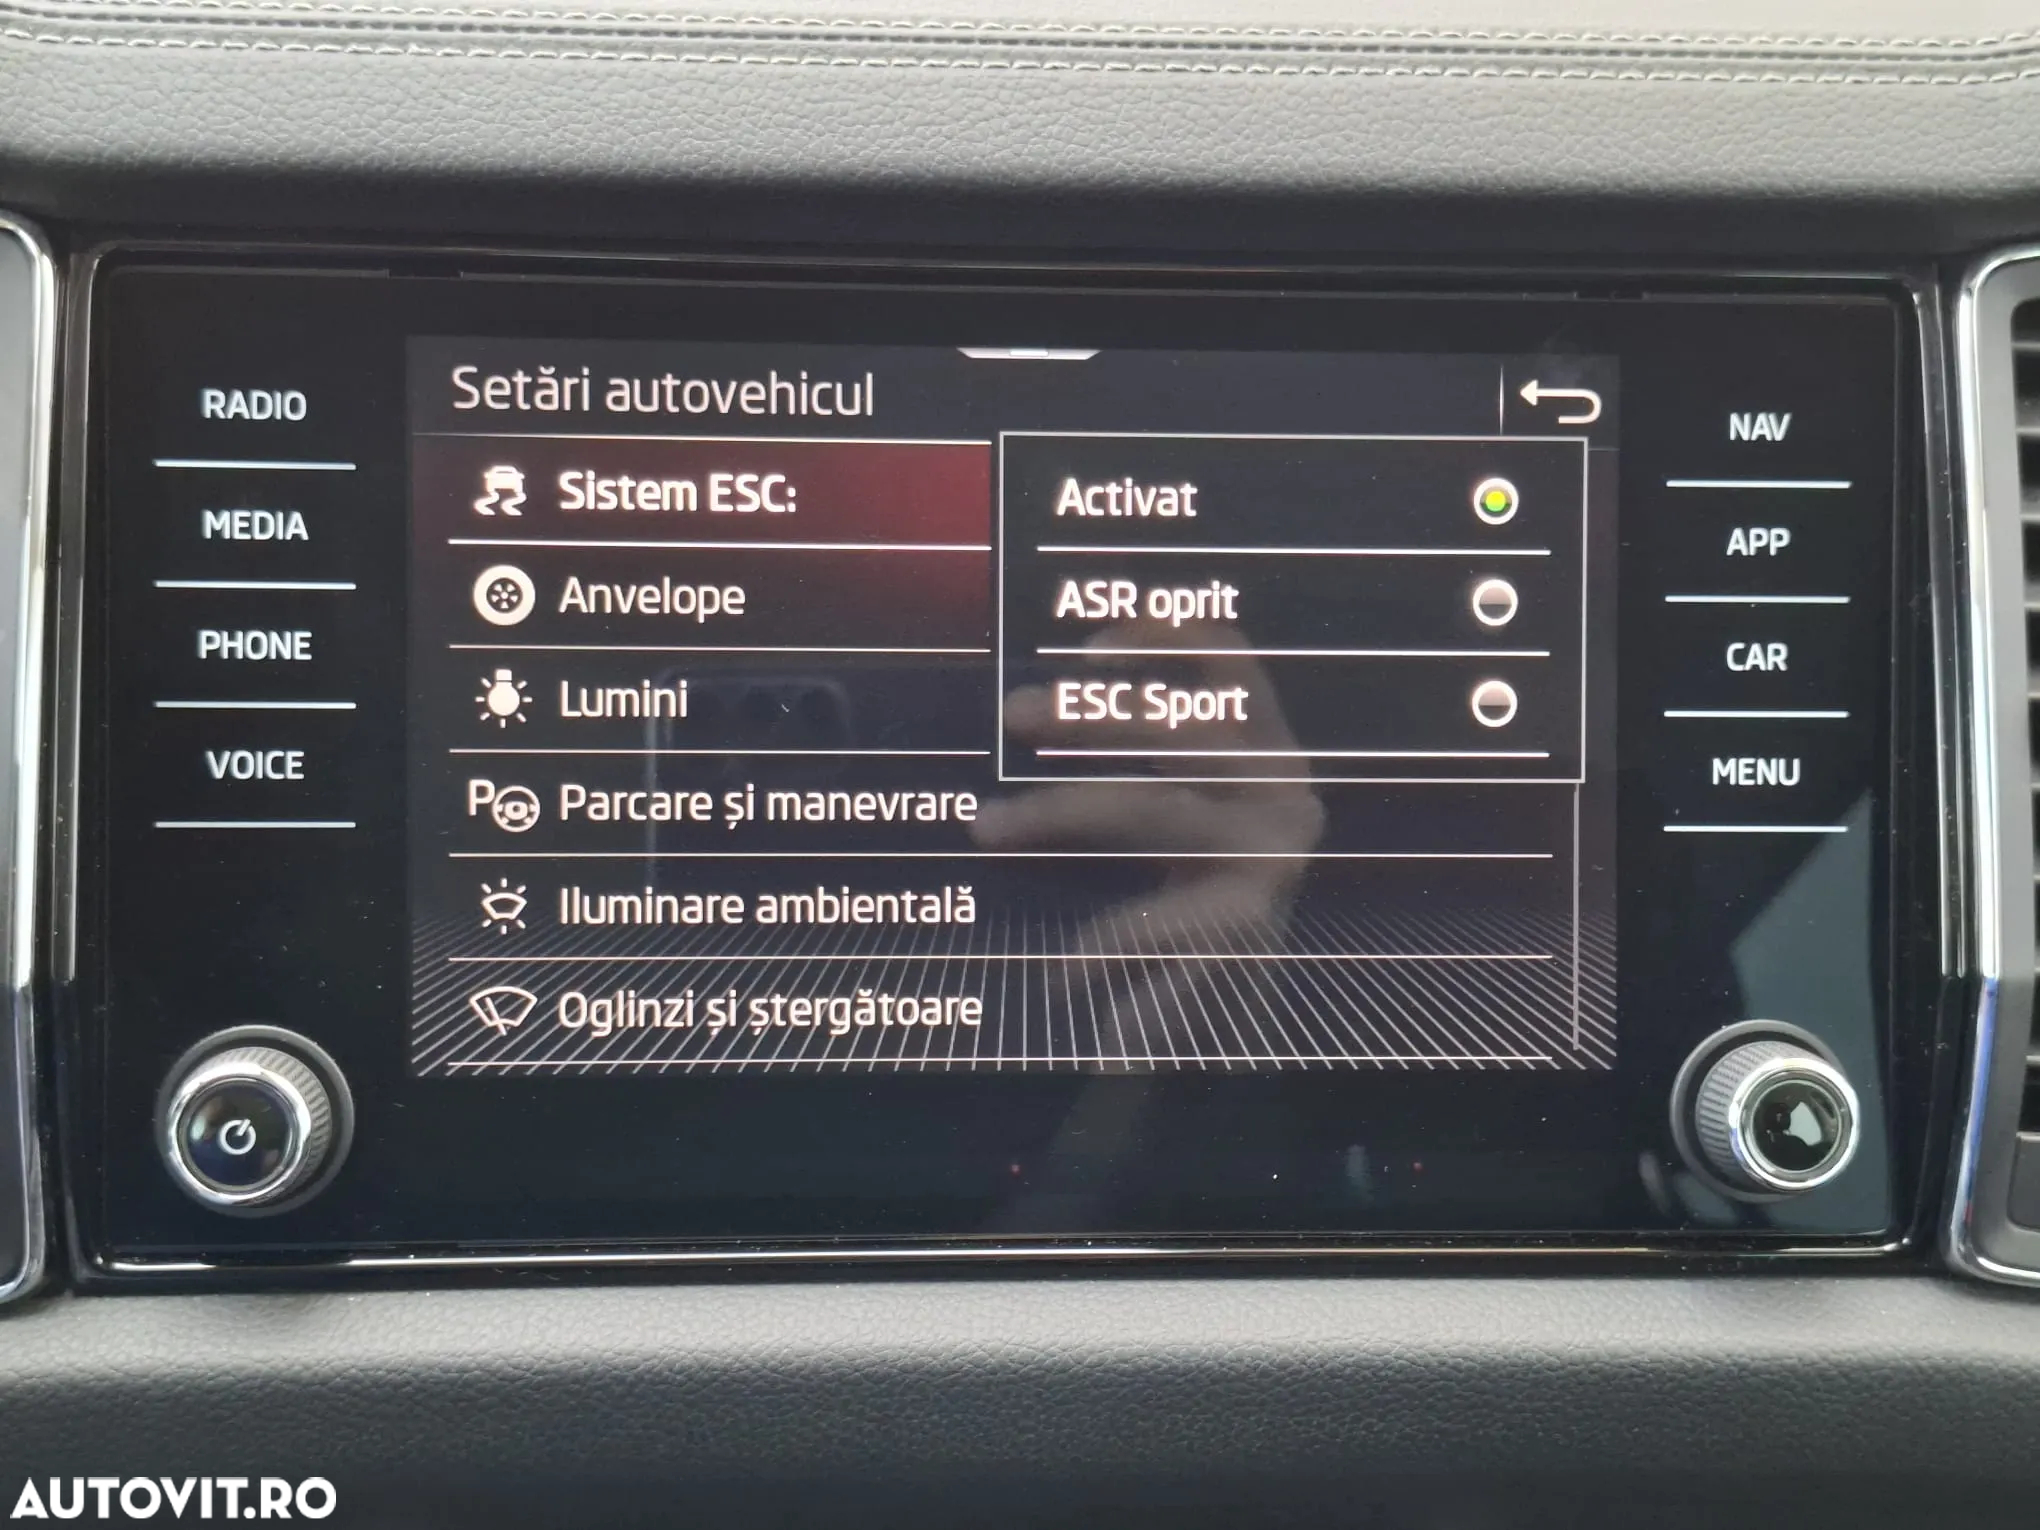 Setări autovehicul
RADIO
MEDIA
PHONE
VOICE
Sistem ESC:
Anvelope
Lumini
P Parcare și manevrare
Iluminare ambientală
Oglinzi și ștergătoare
Activat
ASR oprit
ESC Sport
NAV
APP
CAR
MENU
AUTOVIT.RO